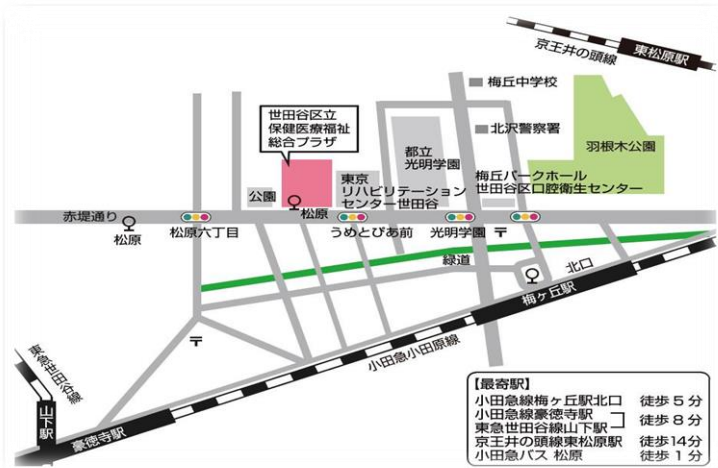 京王井の頭線
東松原駅
梅丘中学校
世田谷区立
保健医療福祉
総合プラザ
北沢警察署
都立
光明学園
羽根木公園
東京
リハビリテーション
センター世田谷
梅丘パークホール
世田谷区口腔衛生センター
公園
赤堤通り
松原
松原
松原六丁目
うめとぴあ前
光明学園
〒
緑道
北口
梅ヶ丘駅
〒
小田急小田原線
東急世田谷線
山下駅
豪徳寺駅
【最寄駅】
小田急線梅ヶ丘駅北口 徒歩5分
小田急線豪徳寺駅
東急世田谷線山下駅 徒歩8分
京王井の頭線東松原駅 徒歩14分
小田急バス 松原 徒歩1分